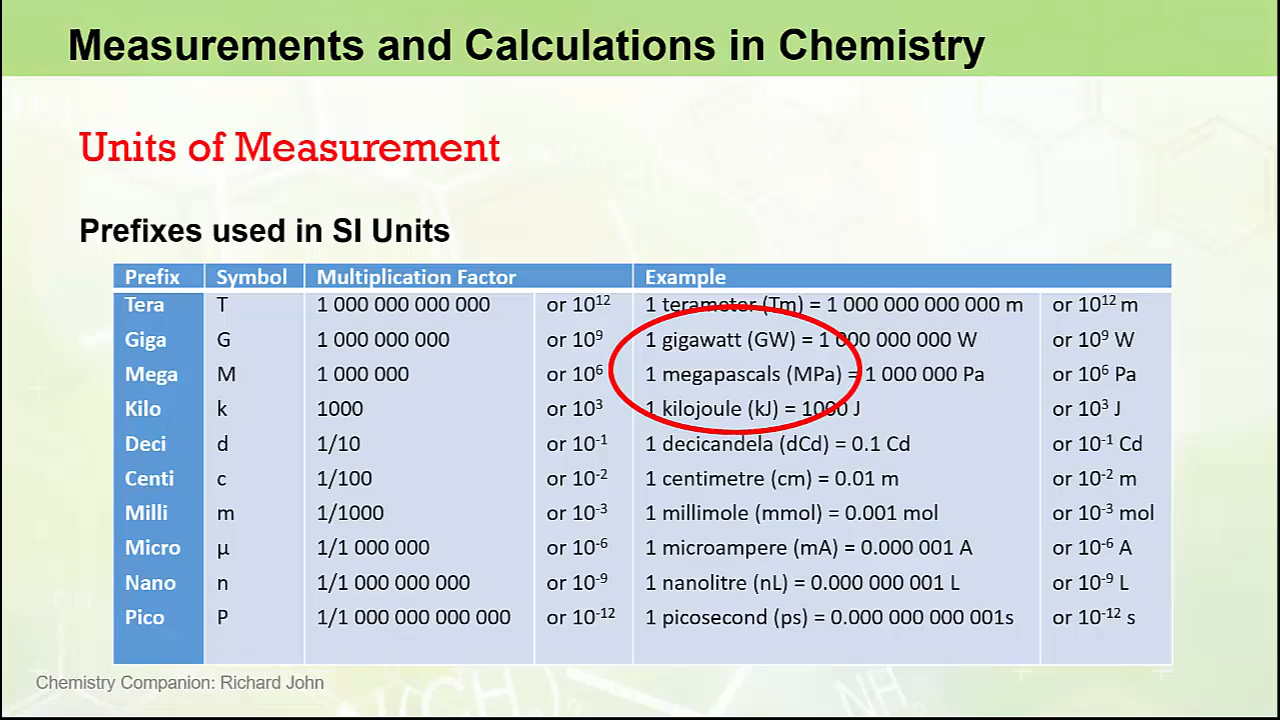 Measurements and Calculations in Chemistry
Units of Measurement
Prefixes used in SI Units
Prefix Symbol Multiplication Factor Example
Tera T 1 000 000 000 000 or 10¹² 1 terameter (Tm) = 1 000 000 000 000 m or 10¹² m
Giga G 1 000 000 000 or 10⁹ 1 gigawatt (GW) = 1 000 000 000 W or 10⁹ W
Mega M 1 000 000 or 10⁶ 1 megapascals (MPa) = 1 000 000 Pa or 10⁶ Pa
Kilo k 1000 or 10³ 1 kilojoule (kJ) = 1000 J or 10³ J
Deci d 1/10 or 10⁻¹ 1 decicandela (dCd) = 0.1 Cd or 10⁻¹ Cd
Centi c 1/100 or 10⁻² 1 centimetre (cm) = 0.01 m or 10⁻² m
Milli m 1/1000 or 10⁻³ 1 millimole (mmol) = 0.001 mol or 10⁻³ mol
Micro μ 1/1 000 000 or 10⁻⁶ 1 microampere (mA) = 0.000 001 A or 10⁻⁶ A
Nano n 1/1 000 000 000 or 10⁻⁹ 1 nanolitre (nL) = 0.000 000 001 L or 10⁻⁹ L
Pico P 1/1 000 000 000 000 or 10⁻¹² 1 picosecond (ps) = 0.000 000 000 001s or 10⁻¹² s
Chemistry Companion: Richard John